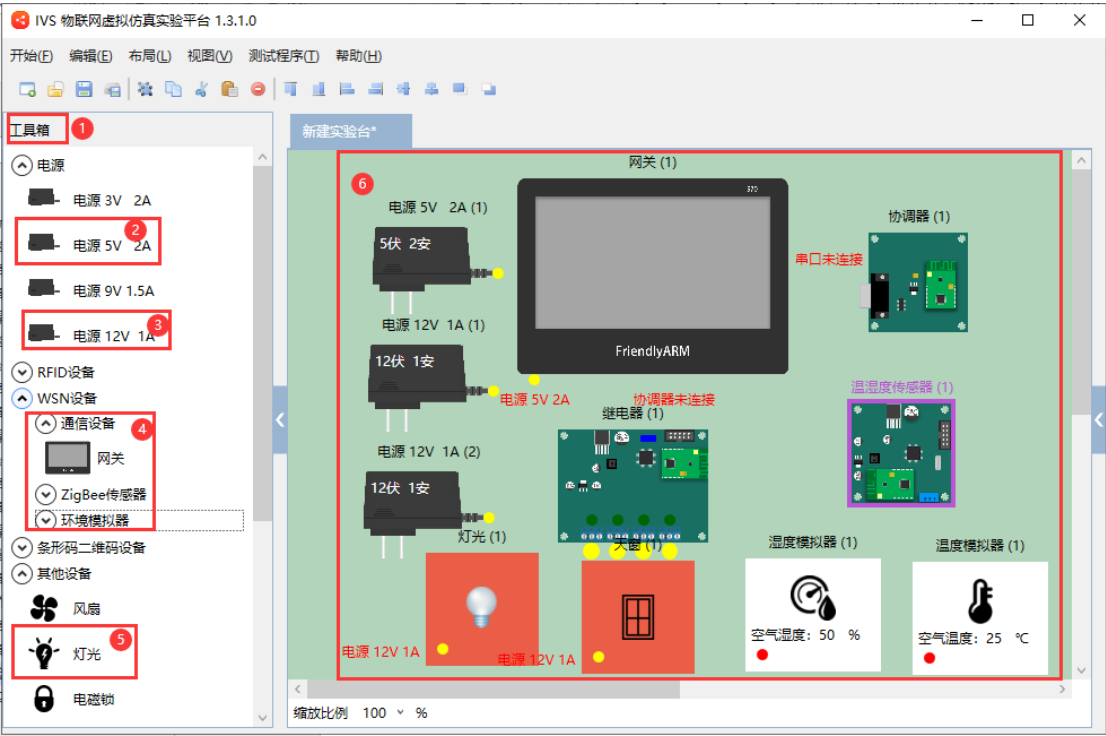 IVS 物联网虚拟仿真实验平台 1.3.1.0
开始(F) 编辑(E) 布局(L) 视图(V) 测试程序(T) 帮助(H)
工具箱 1
电源
电源 3V 2A
2
电源 5V 2A
电源 9V 1.5A
3
电源 12V 1A
RFID设备
WSN设备
通信设备 4
网关
ZigBee传感器
环境模拟器
条形码二维码设备
其他设备
风扇
灯光 5
电磁锁
新建实验台*
6
网关 (1)
370
FriendlyARM
电源 5V 2A (1)
5伏 2安
协调器 (1)
串口未连接
电源 12V 1A (1)
12伏 1安
电源 5V 2A
协调器未连接
继电器 (1)
温湿度传感器 (1)
电源 12V 1A (2)
12伏 1安
灯光 (1)
天窗 (1)
湿度模拟器 (1)
温度模拟器 (1)
空气湿度: 50 %
空气温度: 25 ℃
电源 12V 1A
电源 12V 1A
缩放比例 100 %